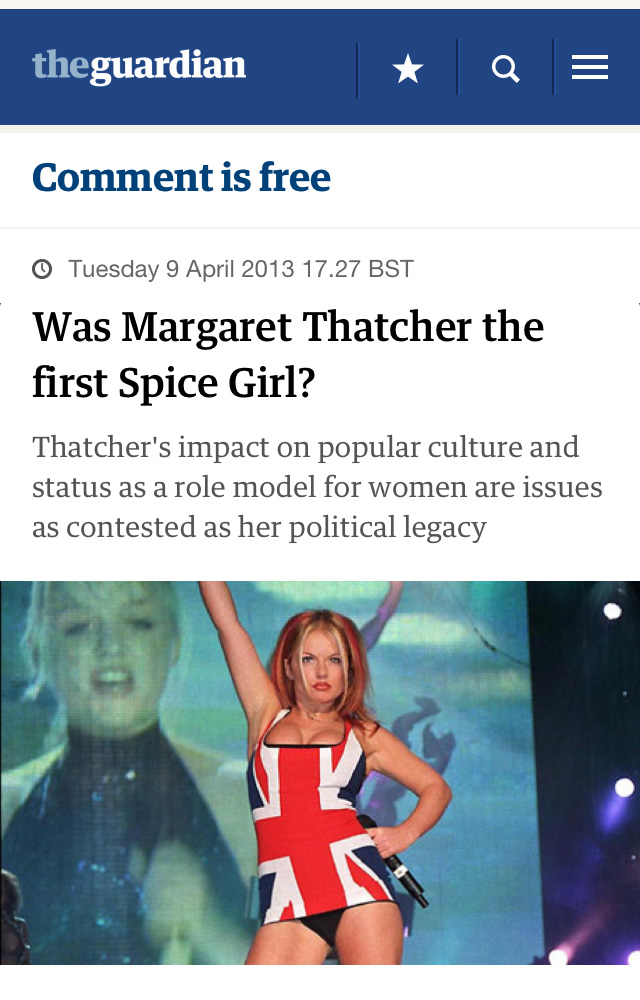 theguardian
Comment is free
Tuesday 9 April 2013 17.27 BST
Was Margaret Thatcher the
first Spice Girl?
Thatcher's impact on popular culture and
status as a role model for women are issues
as contested as her political legacy